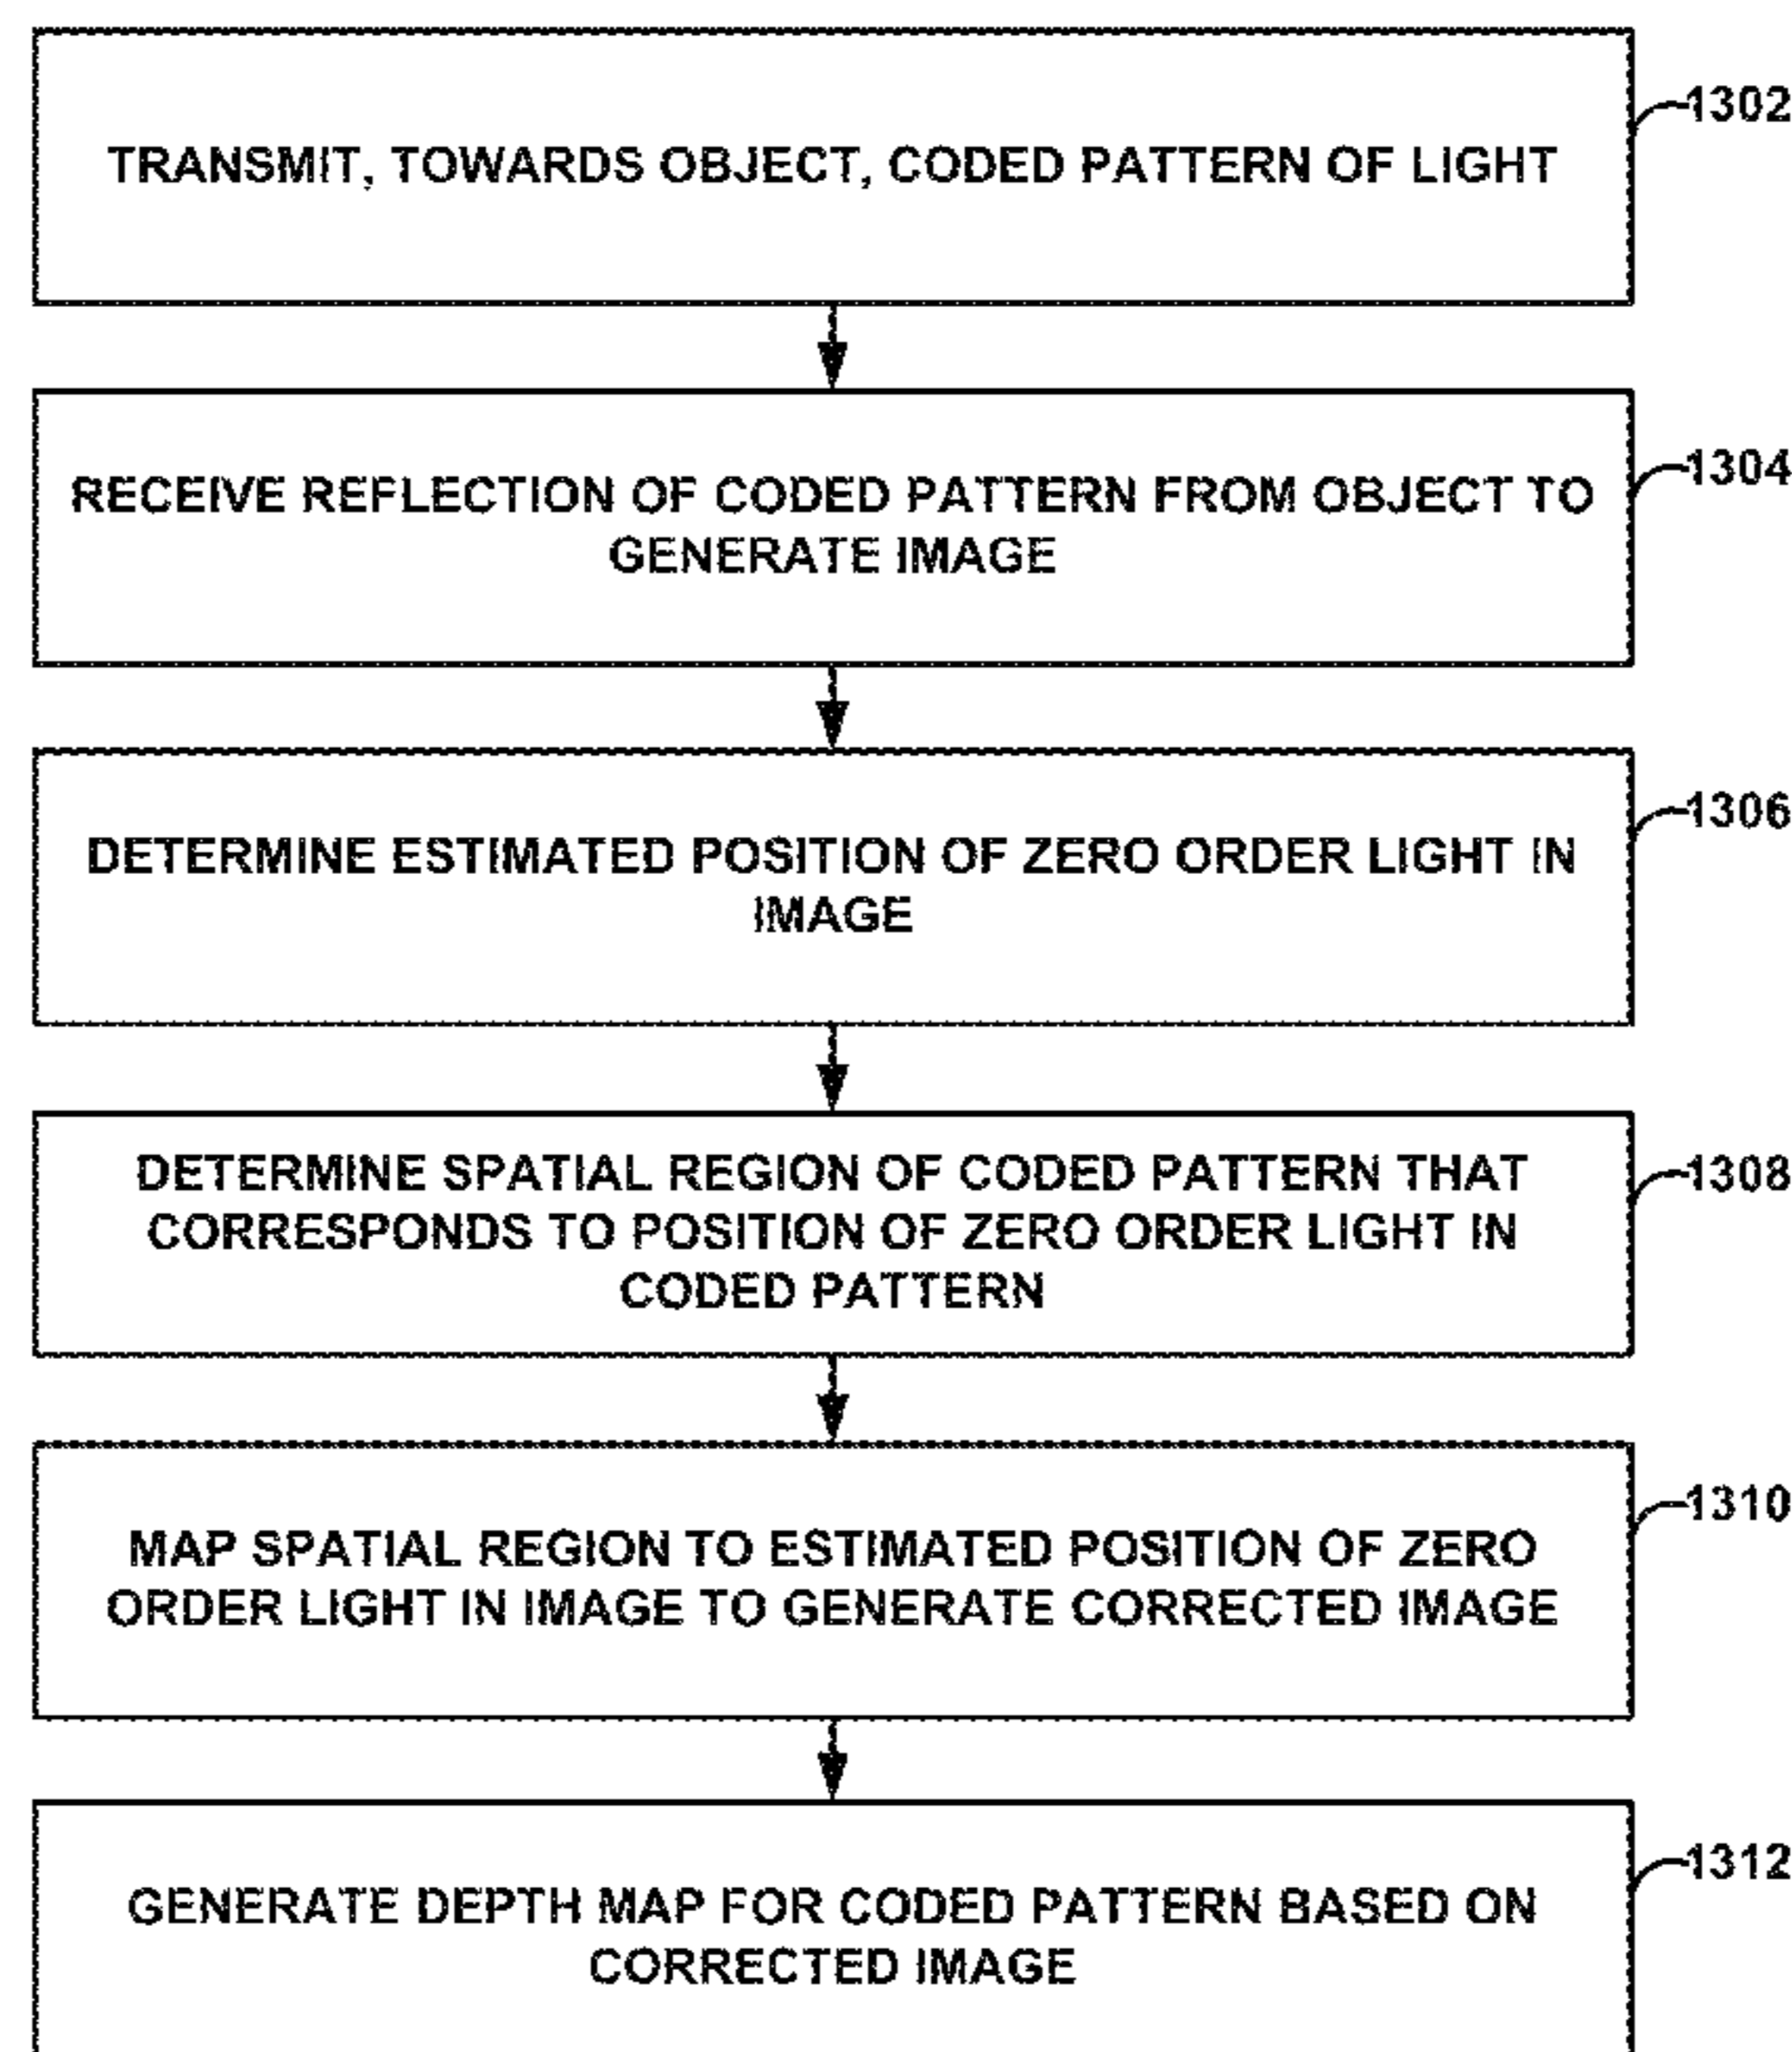 TRANSMIT, TOWARDS OBJECT, CODED PATTERN OF LIGHT
1302
RECEIVE REFLECTION OF CODED PATTERN FROM OBJECT TO
GENERATE IMAGE
1304
DETERMINE ESTIMATED POSITION OF ZERO ORDER LIGHT IN
IMAGE
1306
DETERMINE SPATIAL REGION OF CODED PATTERN THAT
CORRESPONDS TO POSITION OF ZERO ORDER LIGHT IN
CODED PATTERN
1308
MAP SPATIAL REGION TO ESTIMATED POSITION OF ZERO
ORDER LIGHT IN IMAGE TO GENERATE CORRECTED IMAGE
1310
GENERATE DEPTH MAP FOR CODED PATTERN BASED ON
CORRECTED IMAGE
1312